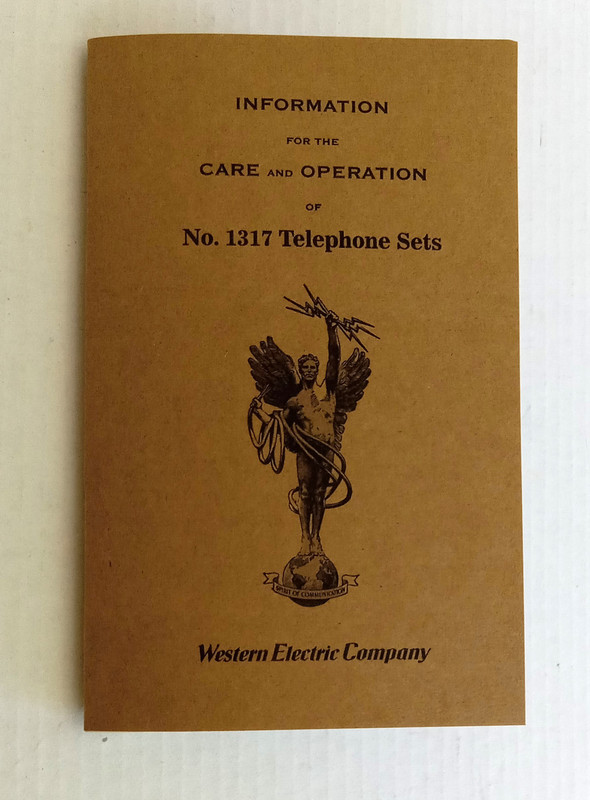 INFORMATION
FOR THE
CARE AND OPERATION
OF
No. 1317 Telephone Sets
SPIRIT OF COMMUNICATION
Western Electric Company